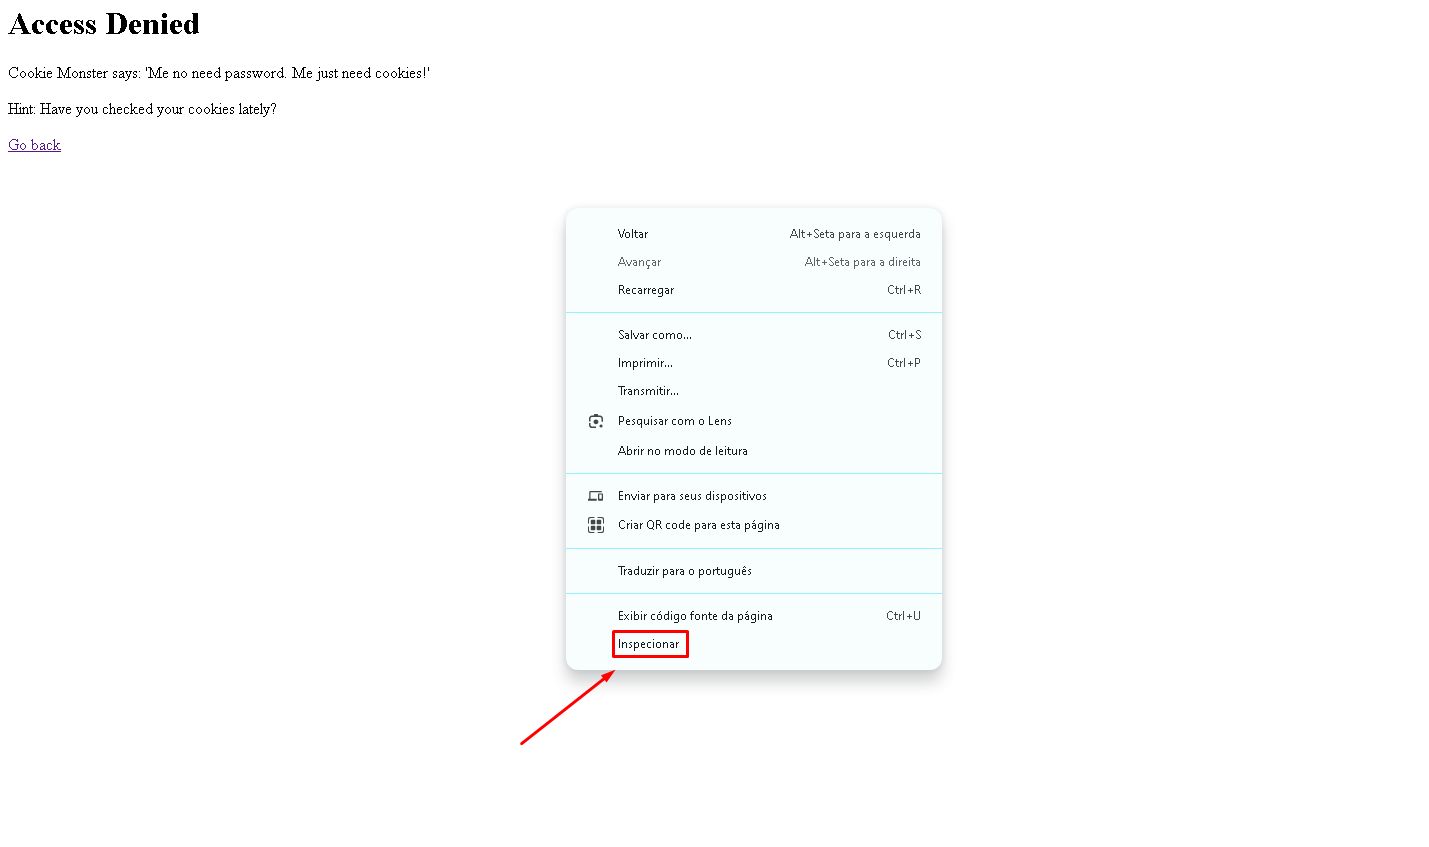 Access Denied
Cookie Monster says: 'Me no need password. Me just need cookies!'
Hint: Have you checked your cookies lately?
Go back
Voltar Alt+Seta para a esquerda
Avançar Alt+Seta para a direita
Recarregar Ctrl+R
Salvar como... Ctrl+S
Imprimir... Ctrl+P
Transmitir...
Pesquisar com o Lens
Abrir no modo de leitura
Enviar para seus dispositivos
Criar QR code para esta página
Traduzir para o português
Exibir código fonte da página Ctrl+U
Inspecionar